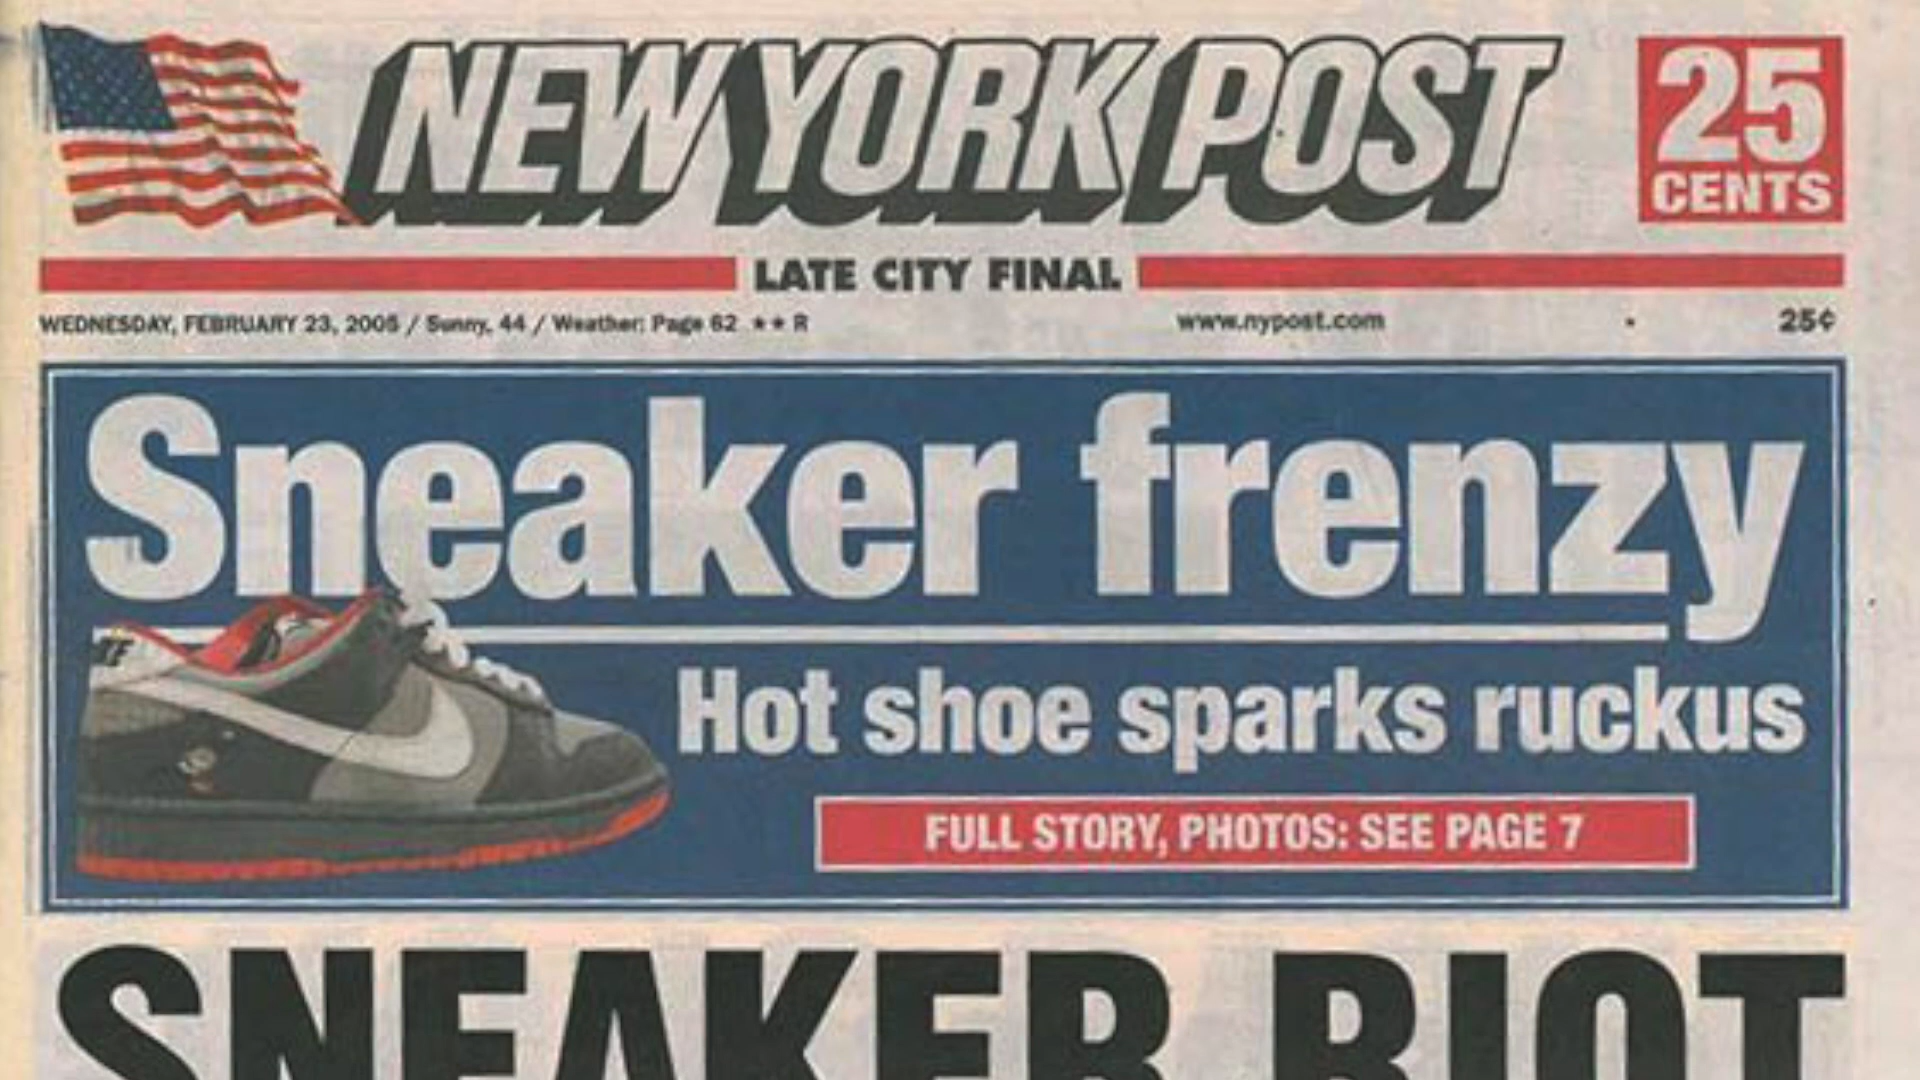 NEW YORK POST
25
CENTS
LATE CITY FINAL
WEDNESDAY, FEBRUARY 23, 2005 / Sunny, 44 / Weather: Page 62 ★★ R
www.nypost.com
25¢
Sneaker frenzy
Hot shoe sparks ruckus
FULL STORY, PHOTOS: SEE PAGE 7
SNEAKER RIOT